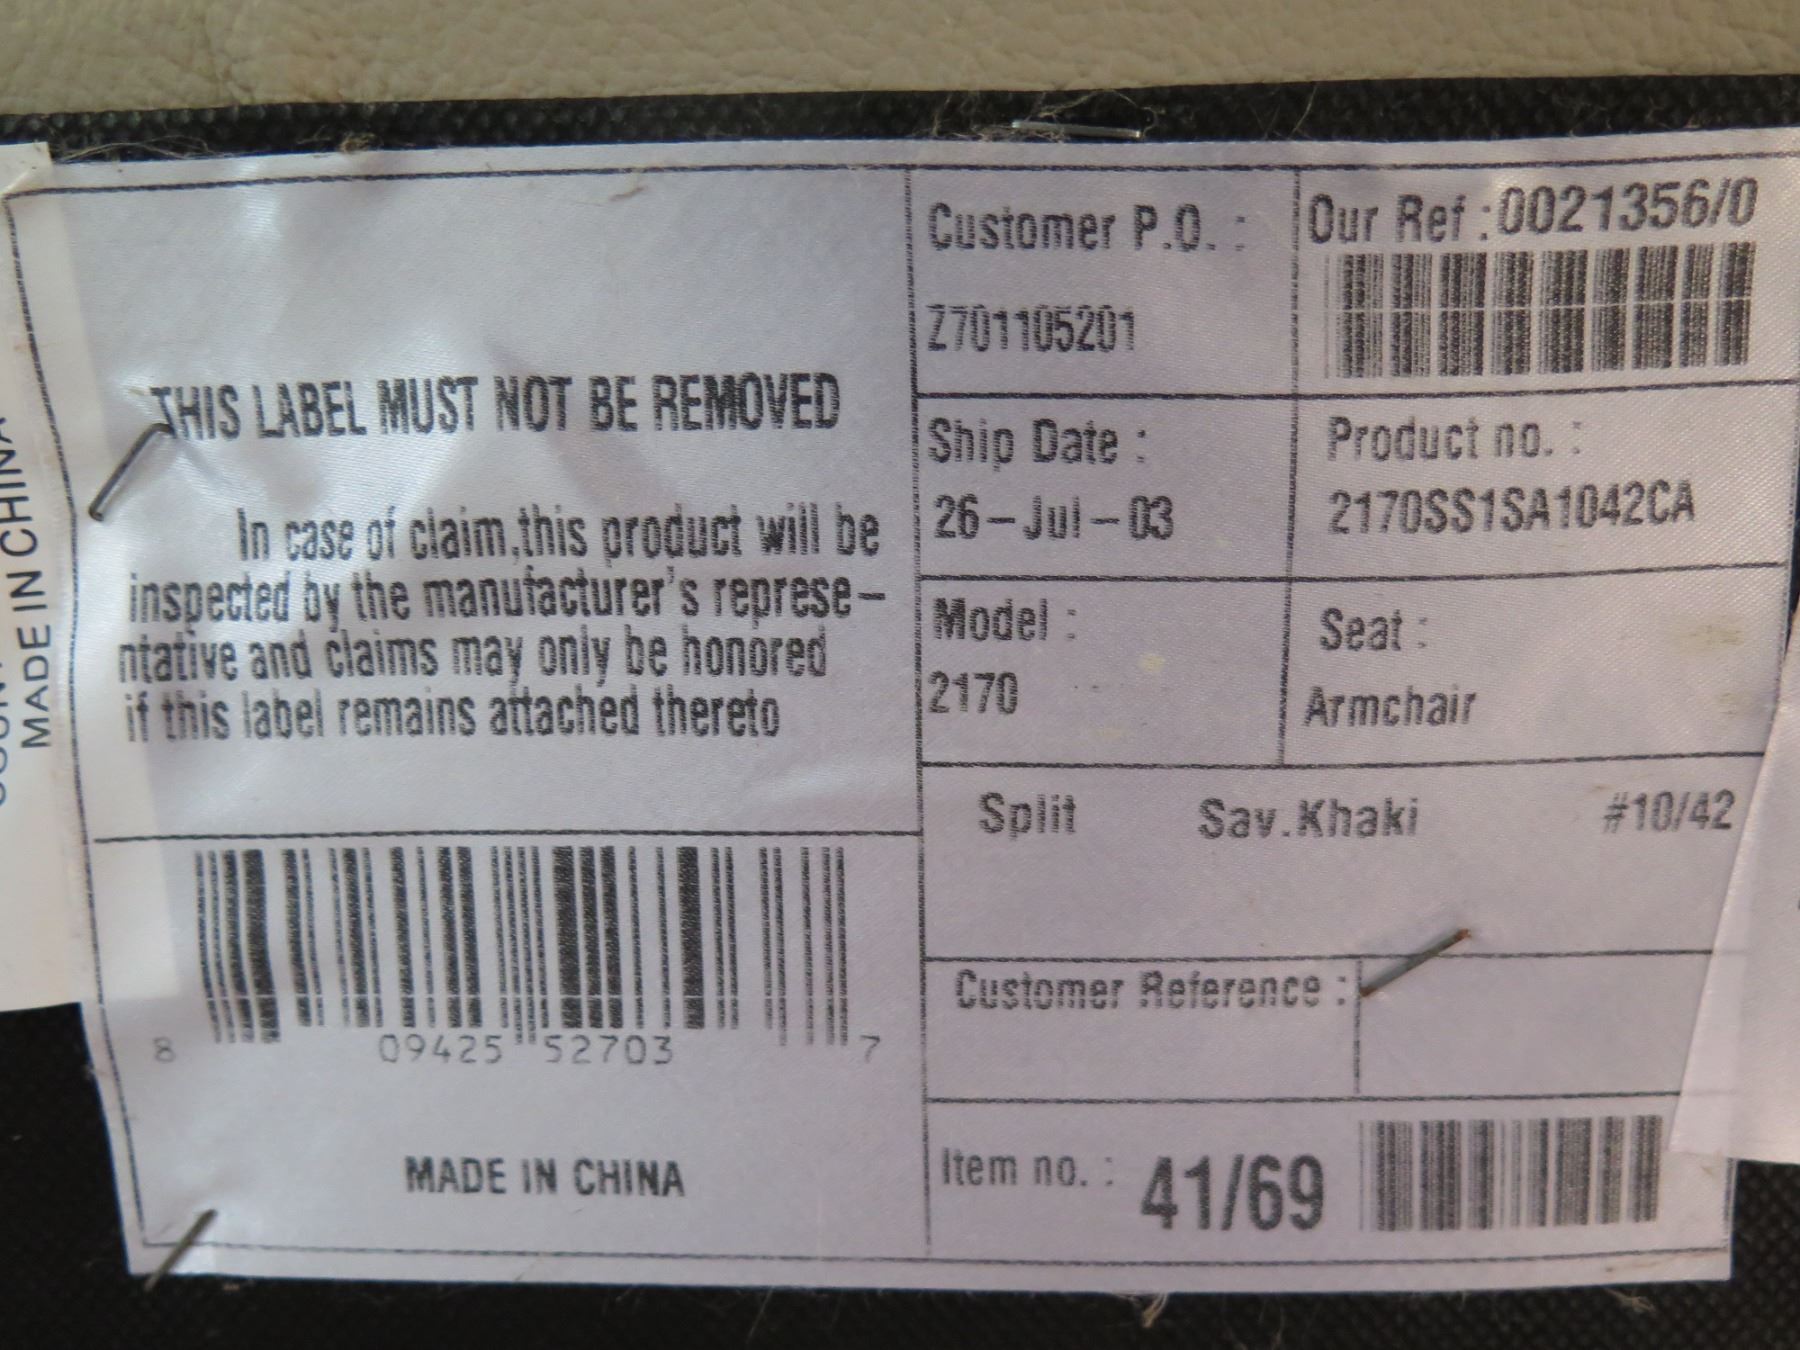 MADE IN CHINA
THIS LABEL MUST NOT BE REMOVED
In case of claim,this product will be
inspected by the manufacturer's represe-
ntative and claims may only be honored
if this label remains attached thereto
8 09425 52703 7
MADE IN CHINA
Customer P.O. :
Z701105201
Our Ref :0021356/0
Ship Date :
26-Jul-03
Product no. :
2170SS1SA1042CA
Model :
2170
Seat :
Armchair
Split Sav.Khaki #10/42
Customer Reference :
Item no. : 41/69